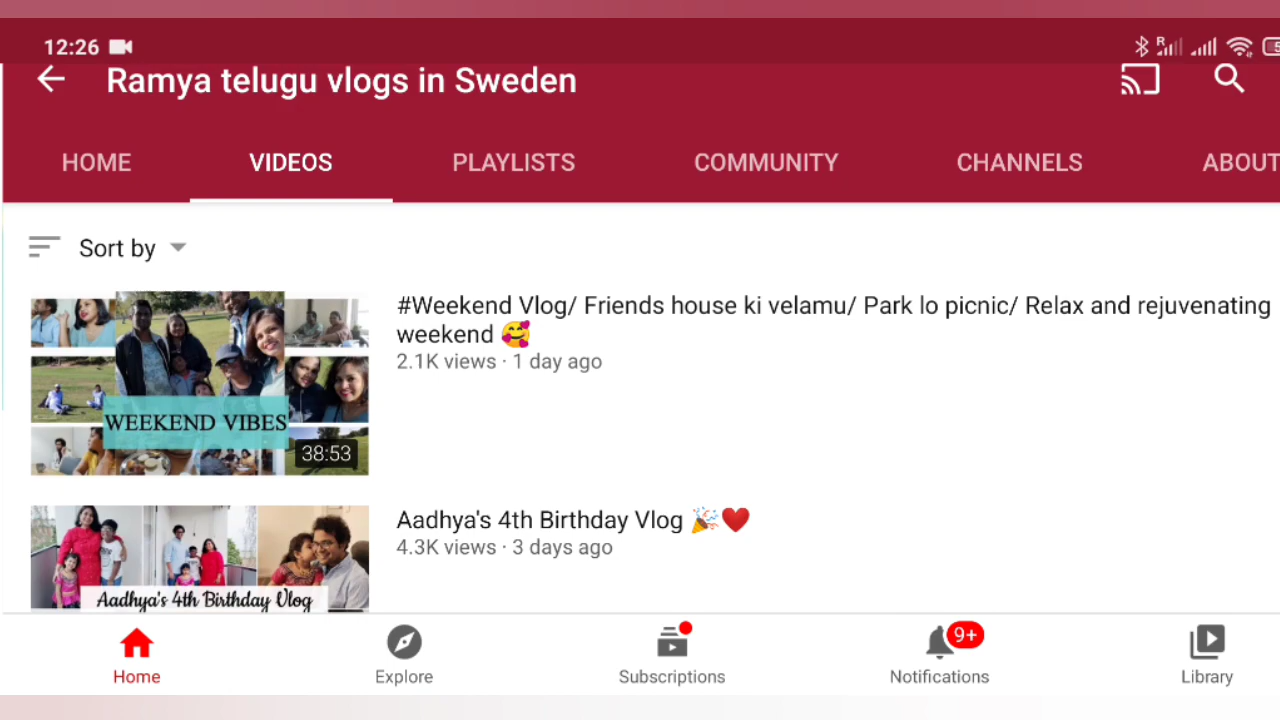 12:26
Ramya telugu vlogs in Sweden
HOME VIDEOS PLAYLISTS COMMUNITY CHANNELS ABOUT
Sort by
#Weekend Vlog/ Friends house ki velamu/ Park lo picnic/ Relax and rejuvenating
weekend 🥰
2.1K views · 1 day ago
WEEKEND VIBES
38:53
Aadhya's 4th Birthday Vlog 🎉❤️
4.3K views · 3 days ago
Aadhya's 4th Birthday Vlog
9+
Home Explore Subscriptions Notifications Library